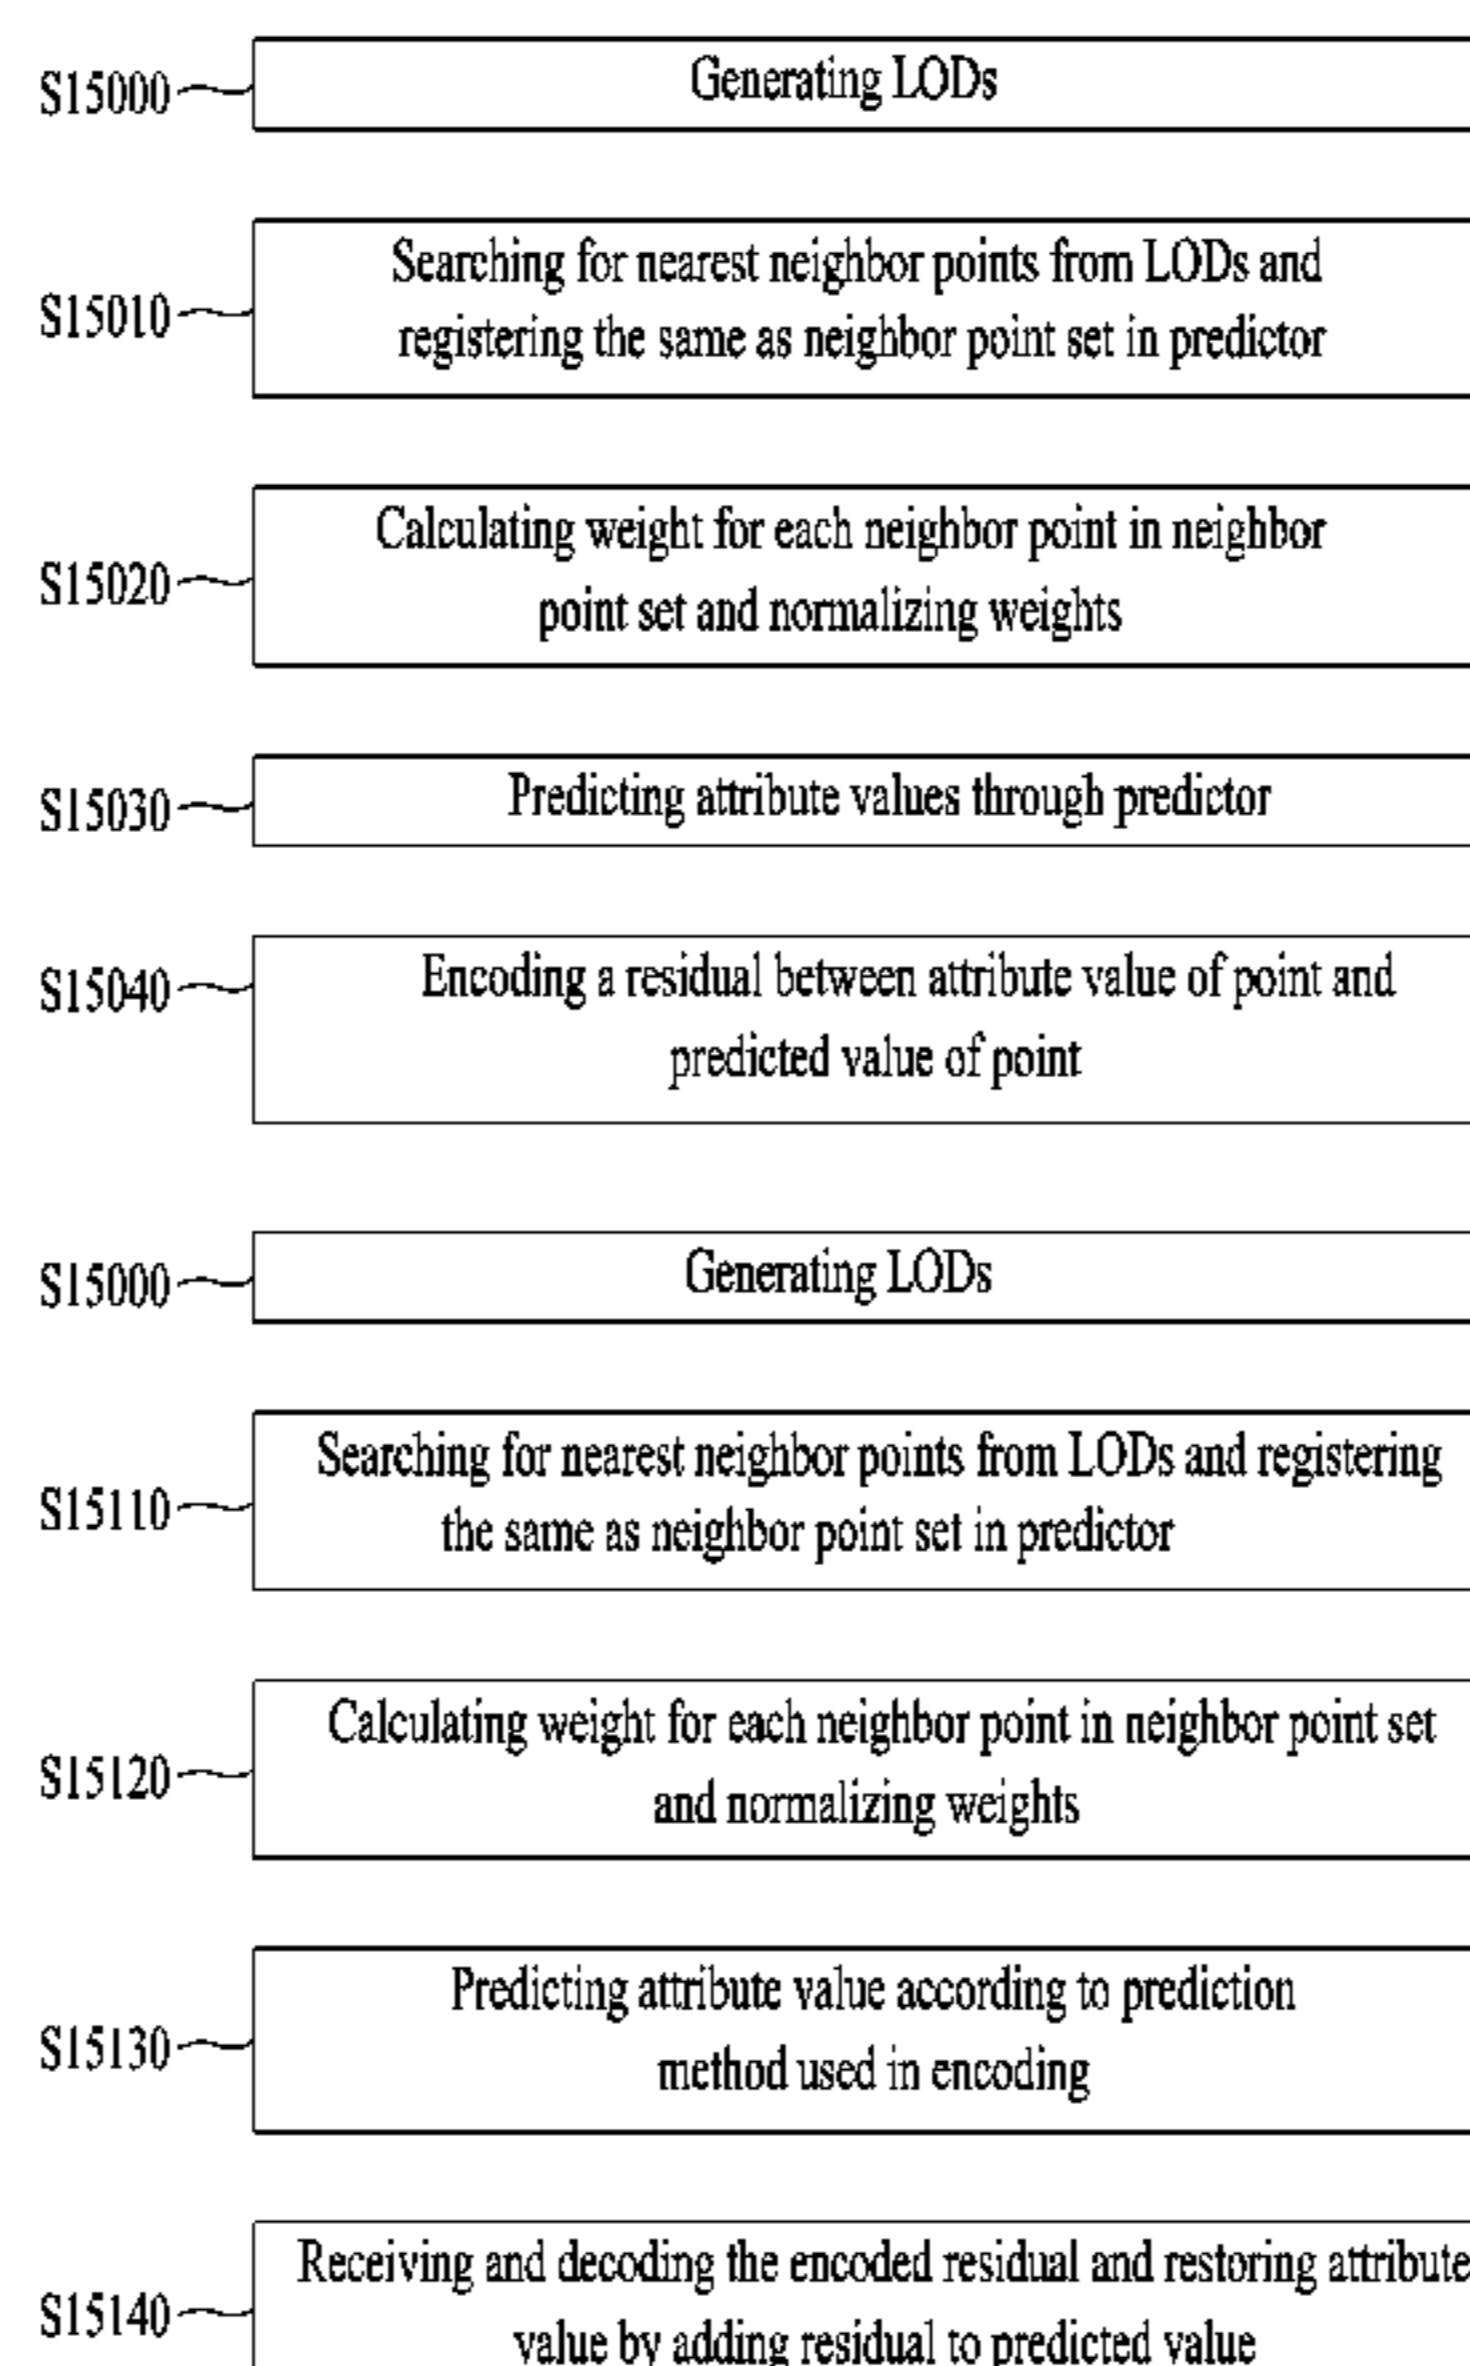 S15000 Generating LODs
Searching for nearest neighbor points from LODs and
S15010
registering the same as neighbor point set in predictor
Calculating weight for each neighbor point in neighbor
S15020
point set and normalizing weights
S15030 Predicting attribute values through predictor
S15040 Encoding a residual between attribute value of point and
predicted value of point
S15000 Generating LODs
Searching for nearest neighbor points from LODs and registering
S15110
the same as neighbor point set in predictor
Calculating weight for each neighbor point in neighbor point set
S15120
and normalizing weights
Predicting attribute value according to prediction
S15130
method used in encoding
Receiving and decoding the encoded residual and restoring attribute
S15140
value by adding residual to predicted value